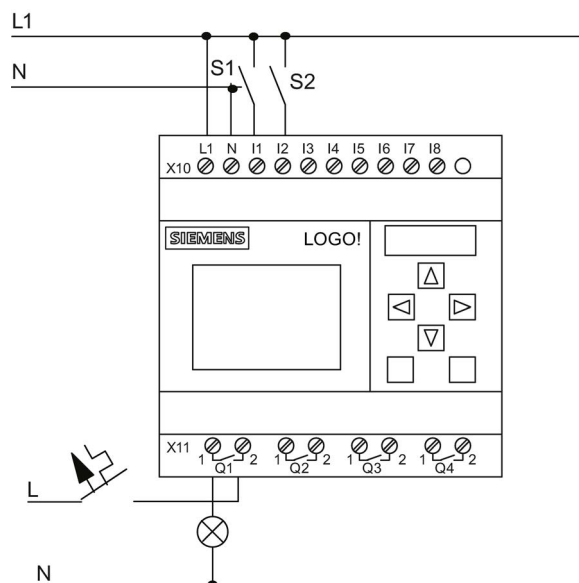 L1
N
S1 S2
L1 N I1 I2 I3 I4 I5 I6 I7 I8
X10
SIEMENS LOGO!
X11
1 Q1 2 1 Q2 2 1 Q3 2 1 Q4 2
L
N